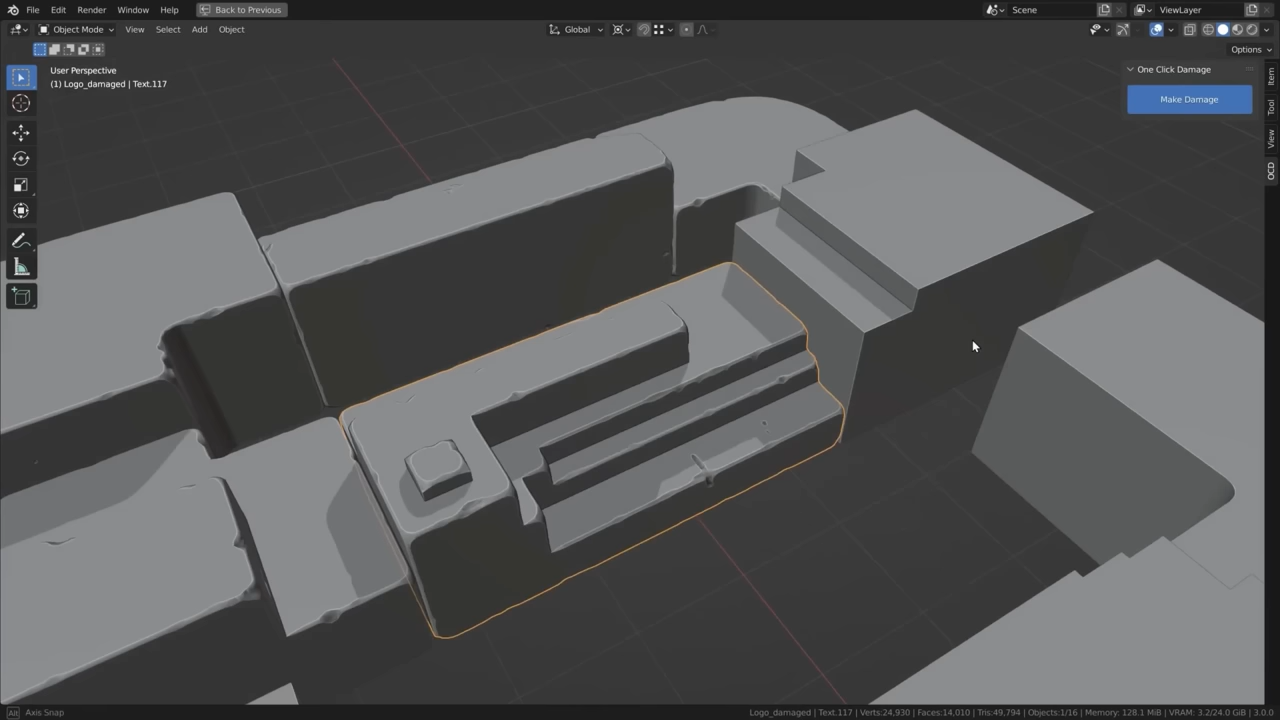 File Edit Render Window Help Back to Previous Scene ViewLayer
Object Mode View Select Add Object Global
Options
User Perspective
(1) Logo_damaged | Text.117
One Click Damage
Make Damage
Item
Tool
View
OCD
Alt Axis Snap Logo_damaged | Text.117 | Verts:24,930 | Faces:14,010 | Tris:49,794 | Objects:1/16 | Memory: 128.1 MiB | VRAM: 3.2/24.0 GiB | 3.0.0